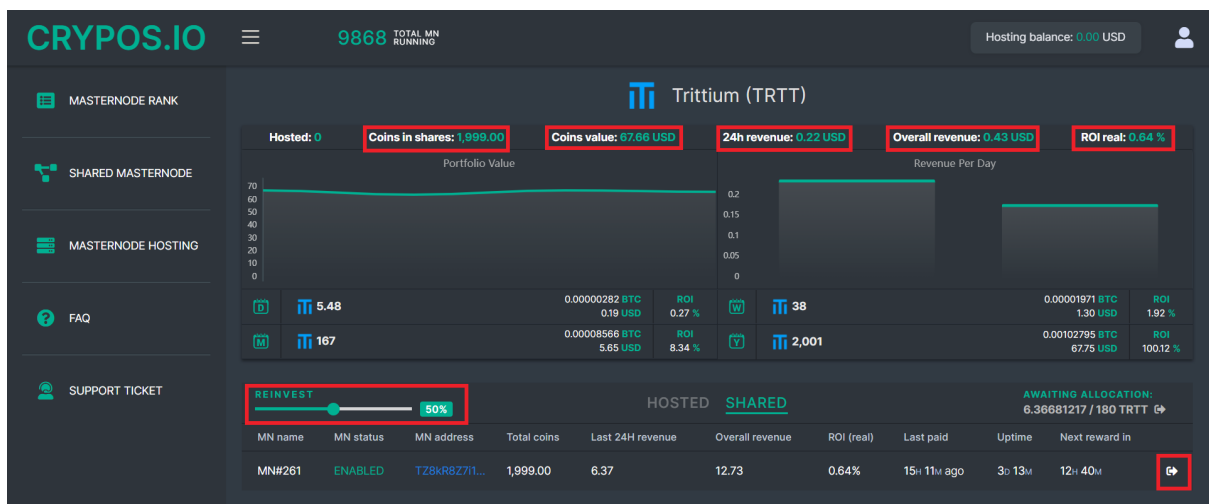 CRYPOS.IO
9868 TOTAL MN RUNNING
Hosting balance: 0.00 USD
MASTERNODE RANK
SHARED MASTERNODE
MASTERNODE HOSTING
FAQ
SUPPORT TICKET
Trittium (TRTT)
Hosted: 0 Coins in shares: 1,999.00 Coins value: 67.66 USD 24h revenue: 0.22 USD Overall revenue: 0.43 USD ROI real: 0.64 %
Portfolio Value
70
60
50
40
30
20
10
0
Revenue Per Day
0.2
0.15
0.1
0.05
0
D 5.48 0.00000282 BTC ROI
0.19 USD 0.27 %
W 38 0.00001971 BTC ROI
1.30 USD 1.92 %
M 167 0.00008566 BTC ROI
5.65 USD 8.34 %
Y 2,001 0.00102795 BTC ROI
67.75 USD 100.12 %
REINVEST
50%
HOSTED SHARED
AWAITING ALLOCATION:
6.36681217 / 180 TRTT
MN name MN status MN address Total coins Last 24H revenue Overall revenue ROI (real) Last paid Uptime Next reward in
MN#261 ENABLED TZ8kR8Z7i1... 1,999.00 6.37 12.73 0.64% 15H 11M ago 3D 13M 12H 40M